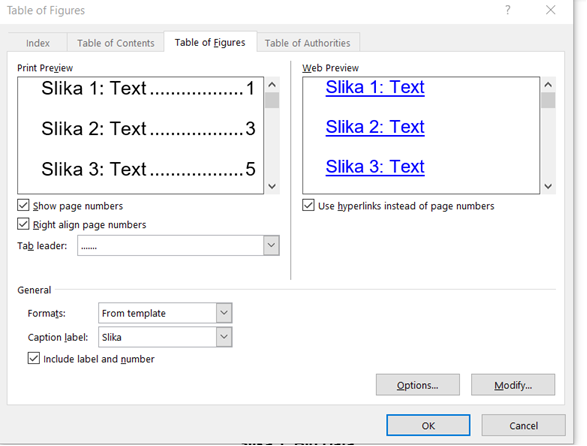 Table of Figures
? ×
Index
Table of Contents
Table of Figures
Table of Authorities
Print Preview
Slika 1: Text..................1
Slika 2: Text..................3
Slika 3: Text..................5
Show page numbers
Right align page numbers
Tab leader: .......
Web Preview
Slika 1: Text
Slika 2: Text
Slika 3: Text
Use hyperlinks instead of page numbers
General
Formats: From template
Caption label: Slika
Include label and number
Options... Modify...
OK Cancel